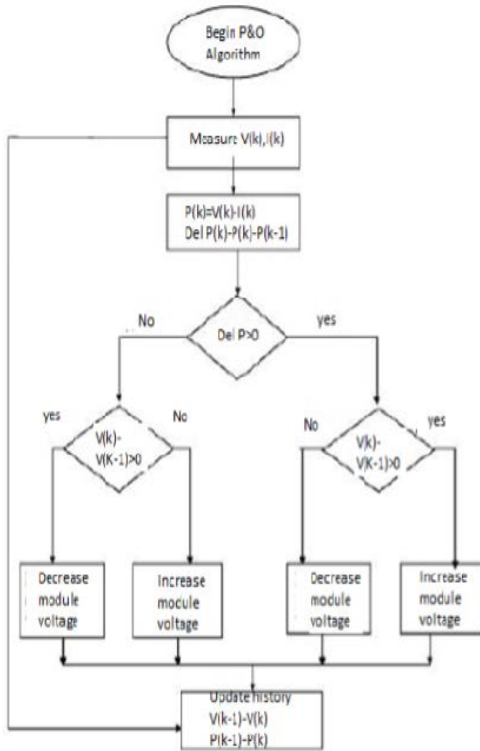 Begin P&O
Algorithm
Measure V(k),I(k)
P(k)=V(k)-I(k)
Del P(k)-P(k)-P(k-1)
No
yes
Del P>0
yes
No
No
yes
V(k)-
V(K-1)>0
V(k)-
V(k-1)>0
Decrease
module
voltage
Increase
module
voltage
Decrease
module
voltage
Increase
module
voltage
Update history
V(k-1)-V(k)
P(k-1)-P(k)